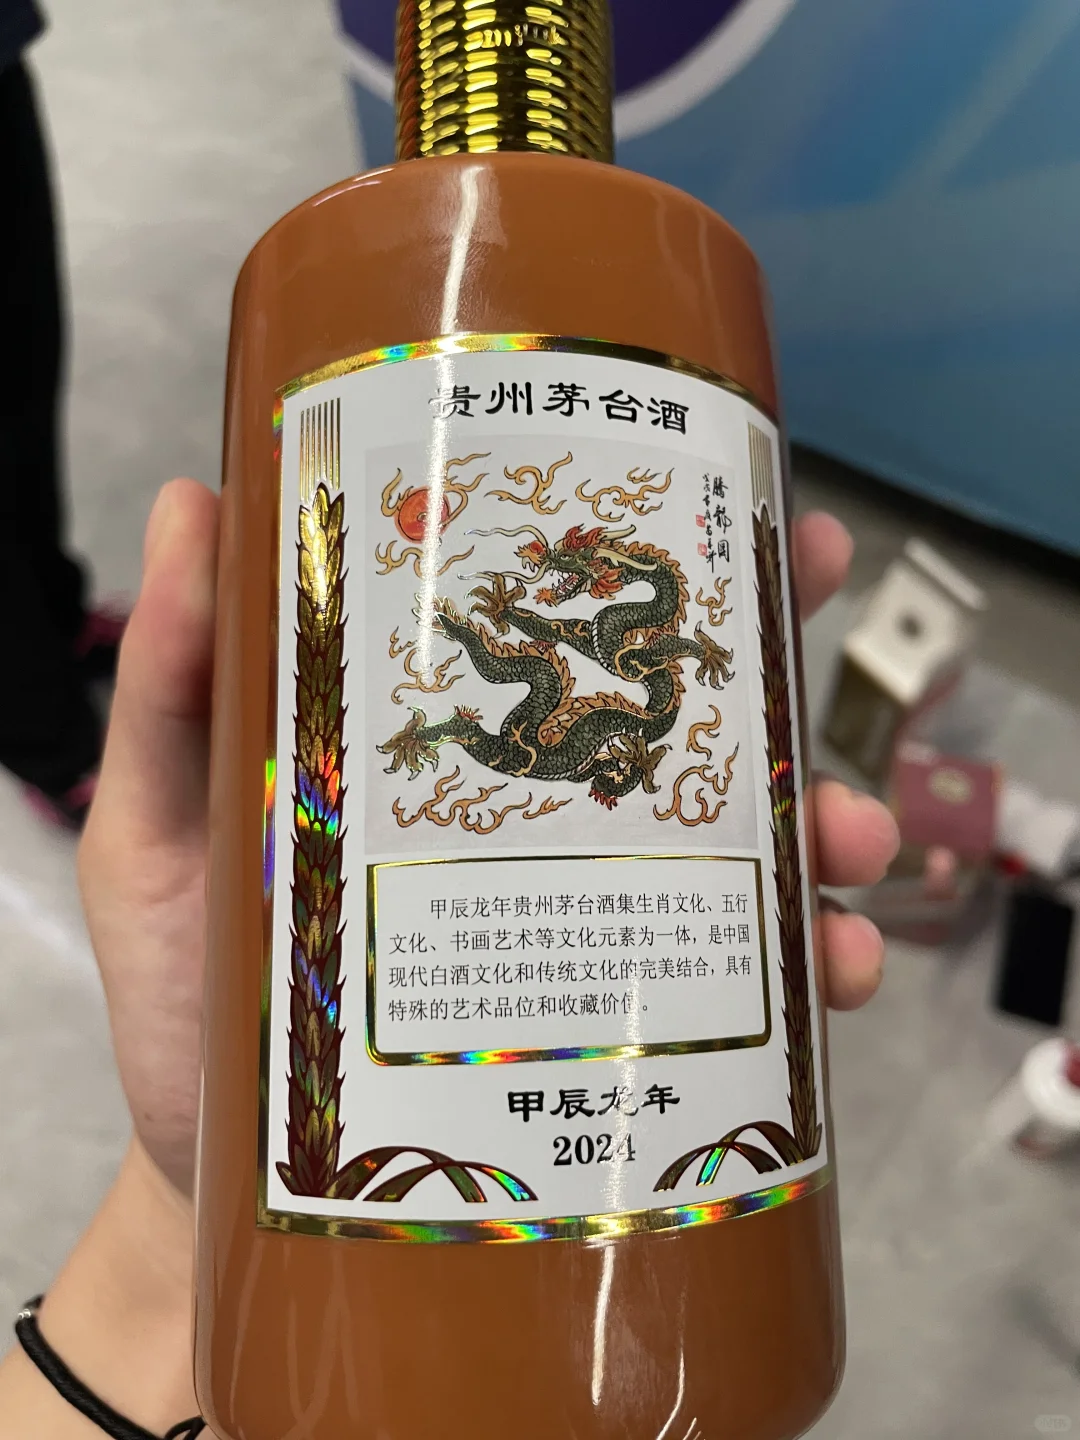 贵州茅台酒
腾龙图
甲辰龙年贵州茅台酒集生肖文化、五行
文化、书画艺术等文化元素为一体，是中国
现代白酒文化和传统文化的完美结合，具有
特殊的艺术品位和收藏价值。
甲辰龙年
2024